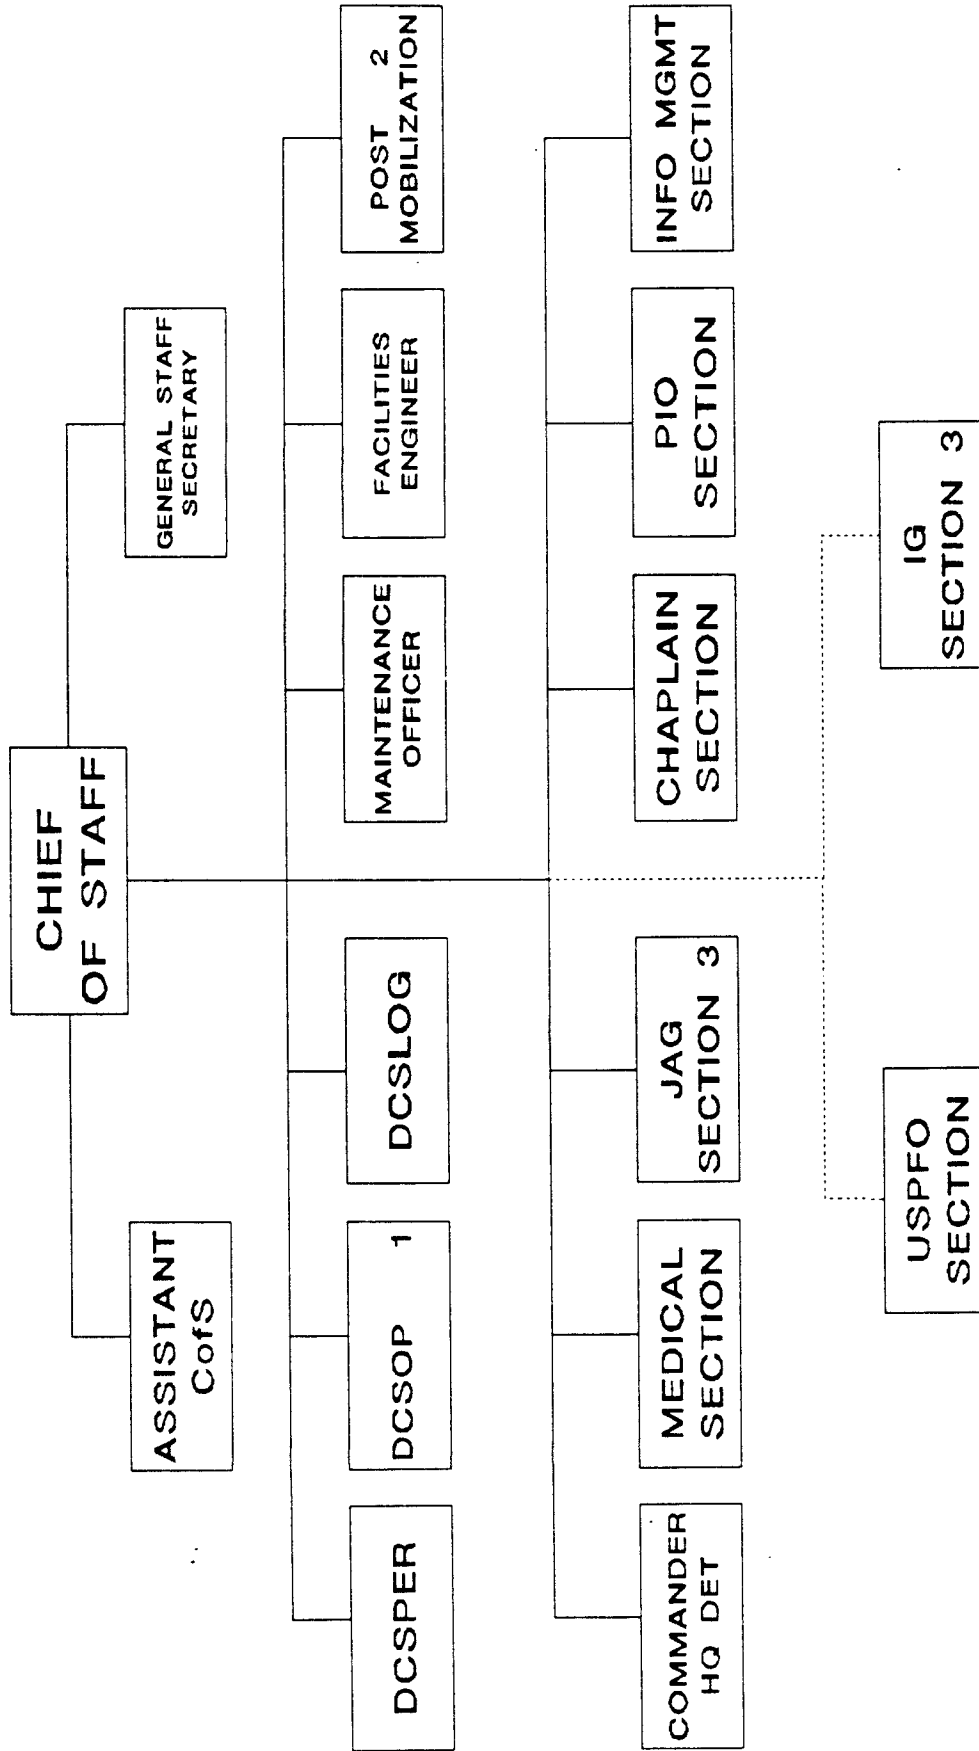 CHIEF
OF STAFF
ASSISTANT
CofS
GENERAL STAFF
SECRETARY
DCSPER
DCSOP 1
DCSLOG
MAINTENANCE
OFFICER
FACILITIES
ENGINEER
POST 2
MOBILIZATION
COMMANDER
HQ DET
MEDICAL
SECTION
JAG
SECTION 3
CHAPLAIN
SECTION
PIO
SECTION
INFO MGMT
SECTION
USPFO
SECTION
IG
SECTION 3